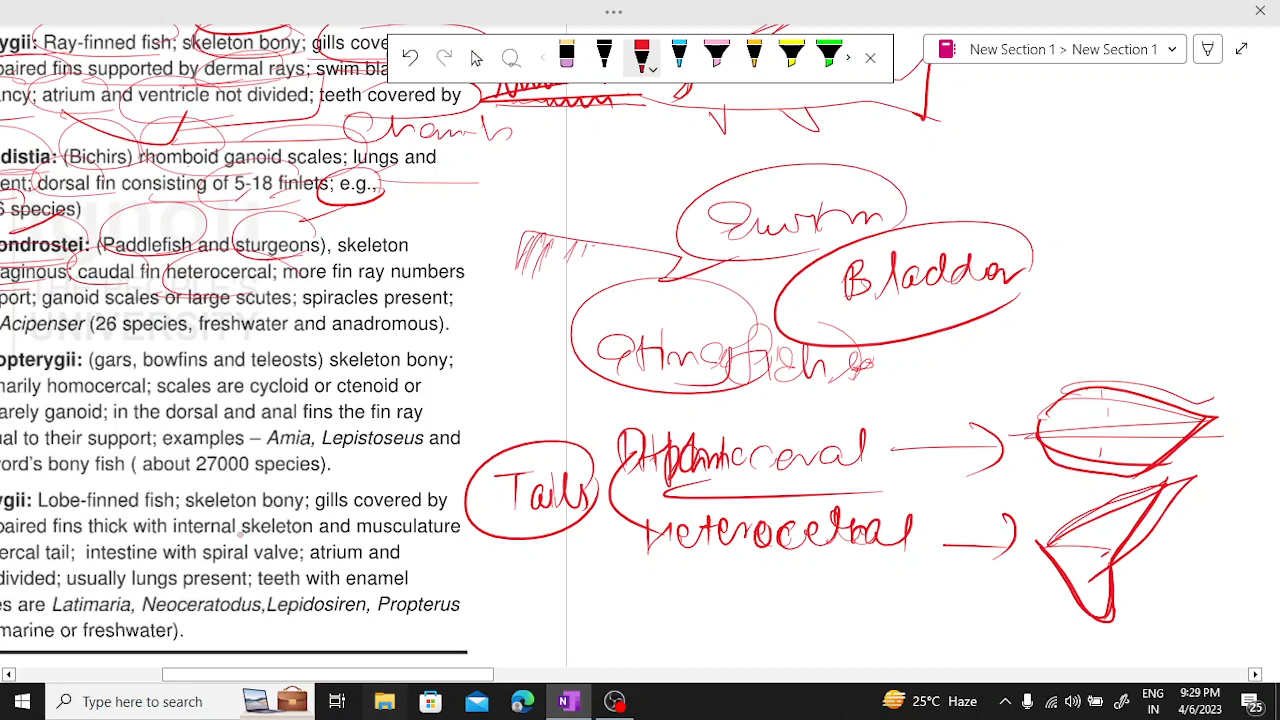 New Section 1 > New Section 1
ygii: Ray-finned fish; skeleton bony; gills cove
paired fins supported by dermal rays; swim bla
ancy; atrium and ventricle not divided; teeth covered by
distia: (Bichirs) rhomboid ganoid scales; lungs and
ent; dorsal fin consisting of 5-18 finlets; e.g.,
6 species)
ondrostei: (Paddlefish and sturgeons), skeleton
aginous; caudal fin heterocercal; more fin ray numbers
port; ganoid scales or large scutes; spiracles present;
Acipenser (26 species, freshwater and anadromous).
opterygii: (gars, bowfins and teleosts) skeleton bony;
marily homocercal; scales are cycloid or ctenoid or
arely ganoid; in the dorsal and anal fins the fin ray
ual to their support; examples – Amia, Lepistoseus and
word's bony fish ( about 27000 species).
ygii: Lobe-finned fish; skeleton bony; gills covered by
paired fins thick with internal skeleton and musculature
ercal tail; intestine with spiral valve; atrium and
divided; usually lungs present; teeth with enamel
es are Latimaria, Neoceratodus,Lepidosiren, Propterus
marine or freshwater).
THE PEOPLE'S
UNIVERSITY
Bladder
Tails
Type here to search
25°C Haze
ENG
IN
9:29 PM
4/6/2023
25